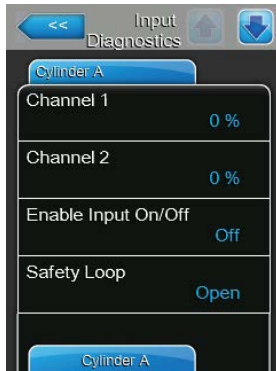 << Input
Diagnostics
Cylinder A
Channel 1
0 %
Channel 2
0 %
Enable Input On/Off
Off
Safety Loop
Open
Cylinder A